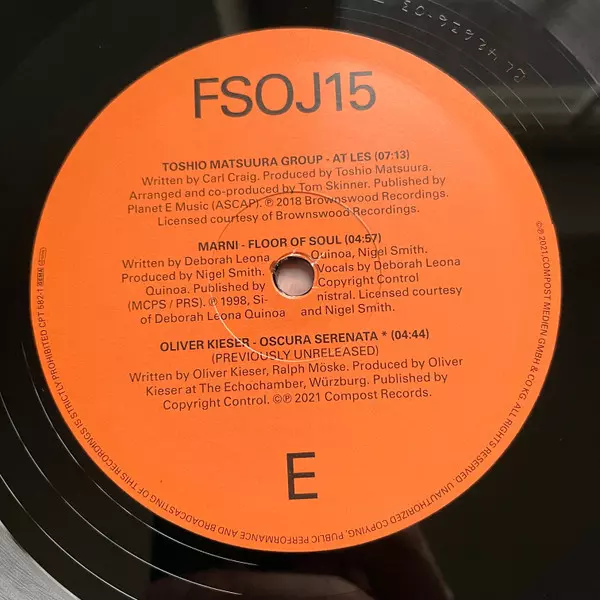 FSOJ15
TOSHIO MATSUURA GROUP - AT LES (07:13)
Written by Carl Craig. Produced by Toshio Matsuura.
Arranged and co-produced by Tom Skinner. Published by
Planet E Music (ASCAP). ℗ 2018 Brownswood Recordings.
Licensed courtesy of Brownswood Recordings.
MARNI - FLOOR OF SOUL (04:57)
Written by Deborah Leona Quinoa, Nigel Smith.
Produced by Nigel Smith. Vocals by Deborah Leona
Quinoa. Published by Copyright Control
(MCPS / PRS). ℗ 1998, Si- nistral. Licensed courtesy
of Deborah Leona Quinoa and Nigel Smith.
OLIVER KIESER - OSCURA SERENATA * (04:44)
(PREVIOUSLY UNRELEASED)
Written by Oliver Kieser, Ralph Möske. Produced by Oliver
Kieser at The Echochamber, Würzburg. Published by
Copyright Control. ©℗ 2021 Compost Records.
E
©℗ 2021, COMPOST MEDIEN GMBH & CO KG. ALL RIGHTS RESERVED. UNAUTHORIZED COPYING, PUBLIC PERFORMANCE AND BROADCASTING OF THIS RECORDINGS IS STRICTLY PROHIBITED CPT 582-1 GEMA